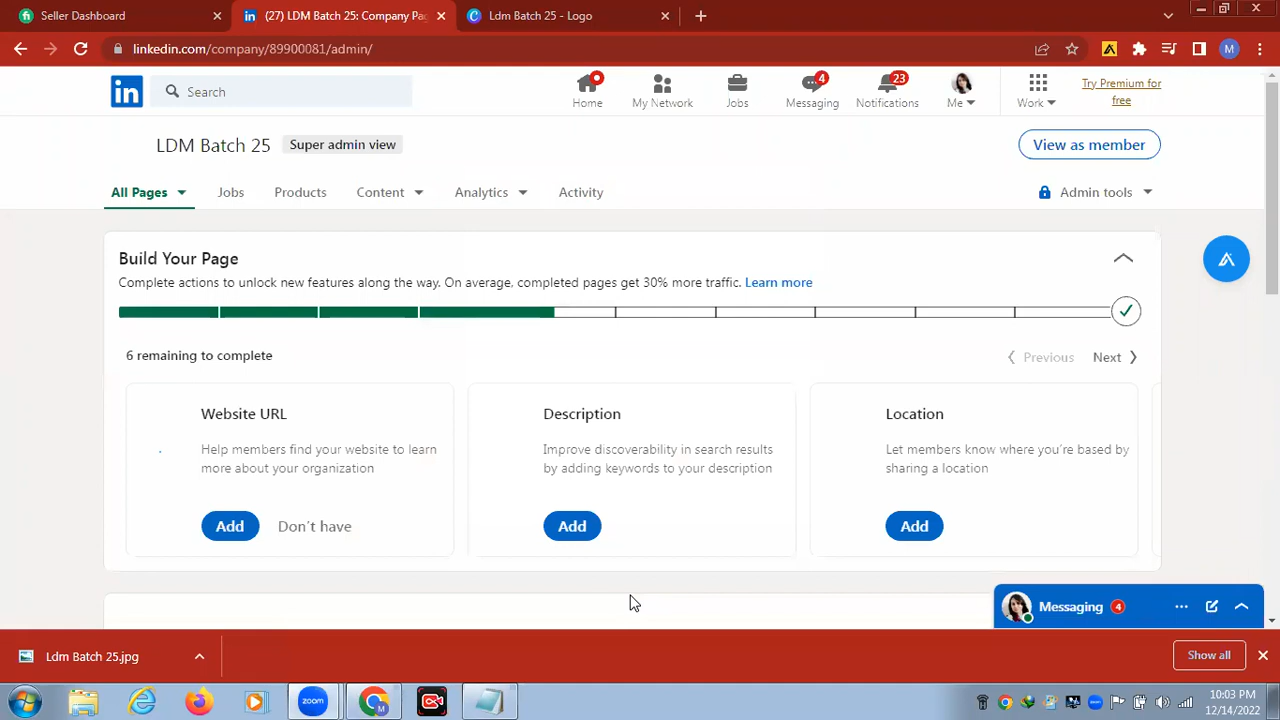 Seller Dashboard
(27) LDM Batch 25: Company Pag
Ldm Batch 25 - Logo
linkedin.com/company/89900081/admin/
M
in
Search
Home
My Network
Jobs
4
Messaging
23
Notifications
Me
Work
Try Premium for
free
LDM Batch 25
Super admin view
View as member
All Pages
Jobs
Products
Content
Analytics
Activity
Admin tools
Build Your Page
Complete actions to unlock new features along the way. On average, completed pages get 30% more traffic. Learn more
6 remaining to complete
Previous
Next
Website URL
Help members find your website to learn
more about your organization
Add
Don't have
Description
Improve discoverability in search results
by adding keywords to your description
Add
Location
Let members know where you're based by
sharing a location
Add
Messaging
4
Ldm Batch 25.jpg
Show all
zoom
M
10:03 PM
12/14/2022